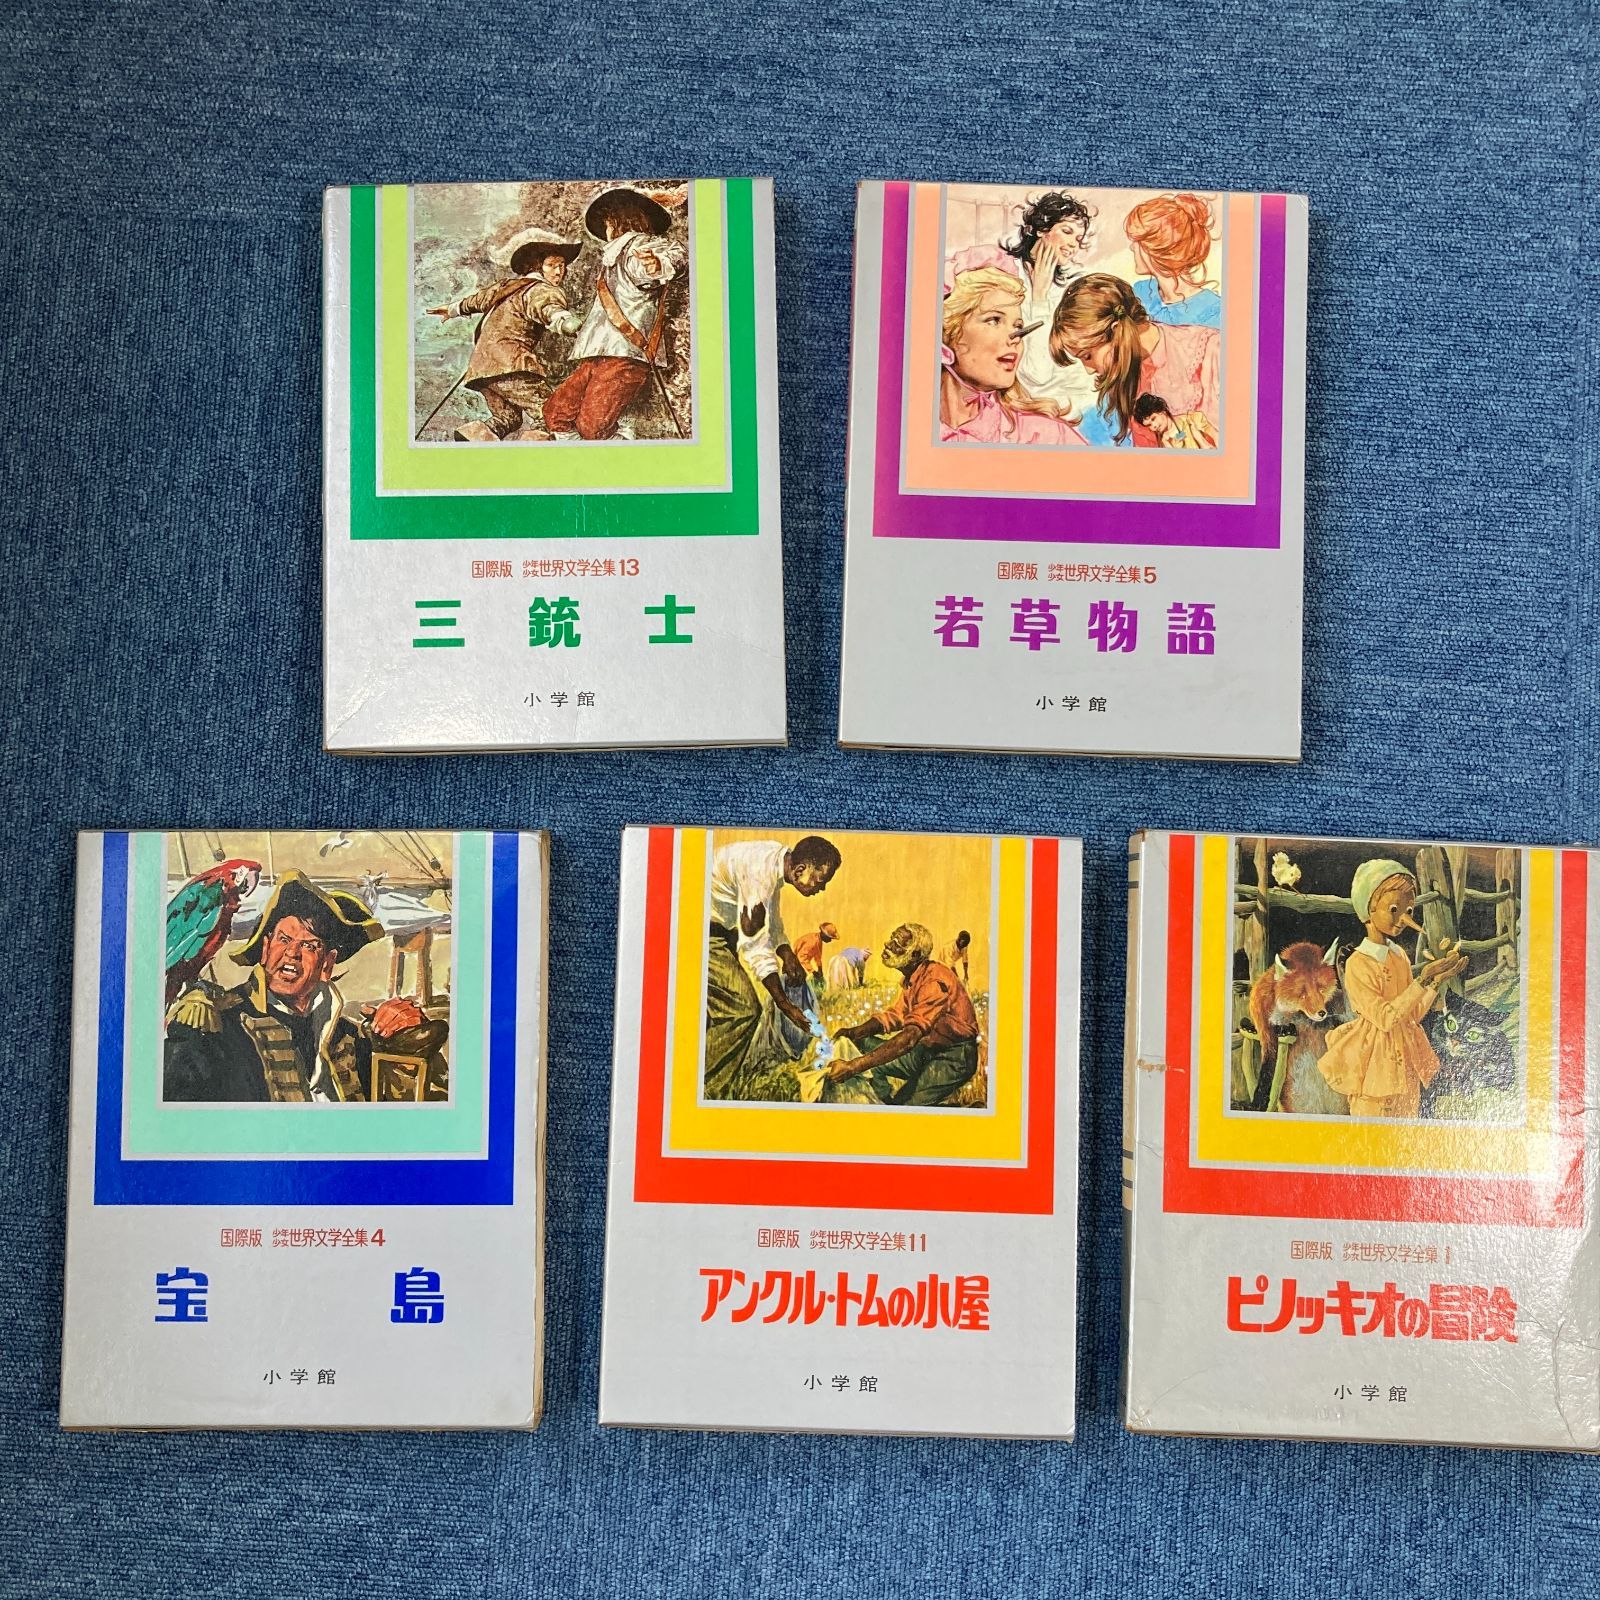 国際版 少年少女世界文学全集13
三銃士
小学館
国際版 少年少女世界文学全集5
若草物語
小学館
国際版 少年少女世界文学全集4
宝島
小学館
国際版 少年少女世界文学全集11
アンクル・トムの小屋
小学館
国際版 少年少女世界文学全集1
ピノッキオの冒険
小学館